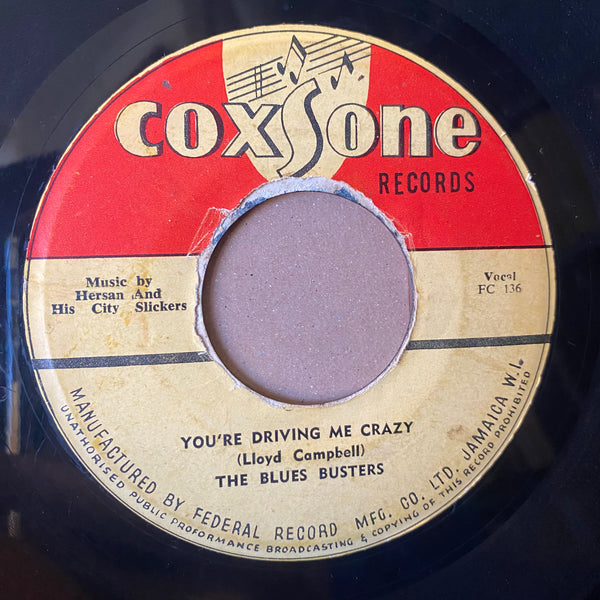 COXSONE
RECORDS
Music by
Hersan And
His City Slickers
Vocal
FC 136
YOU'RE DRIVING ME CRAZY
(Lloyd Campbell)
THE BLUES BUSTERS
MANUFACTURED BY FEDERAL RECORD MFG. CO. LTD. JAMAICA W.I.
UNAUTHORISED PUBLIC PROFORMANCE BROADCASTING & COPYING OF THIS RECORD PROHIBITED